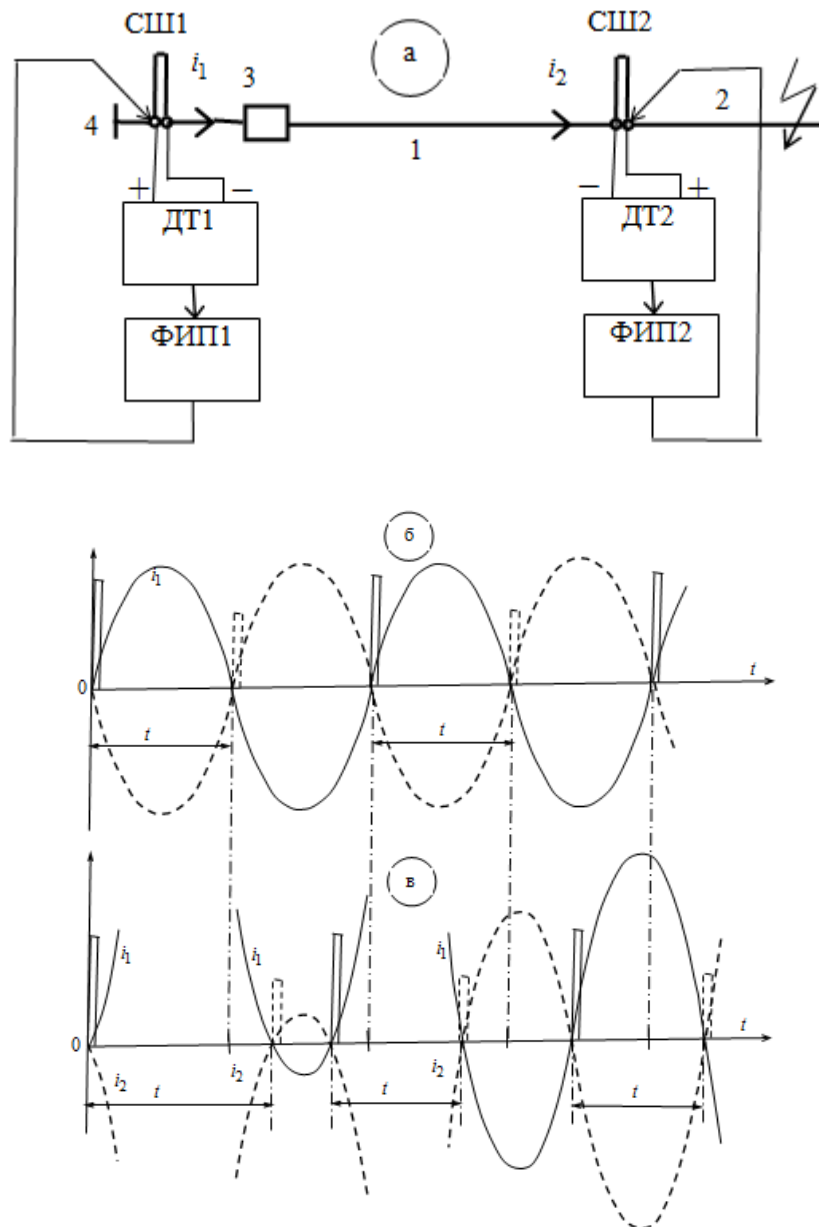 СШ1 СШ2
i1 3 а i2 2
4 1
+ − − +
ДТ1 ДТ2
ФИП1 ФИП2
б
i1
0 t
t t
в
i1 i1 i1
0 t
i2 i2 i2
t t t